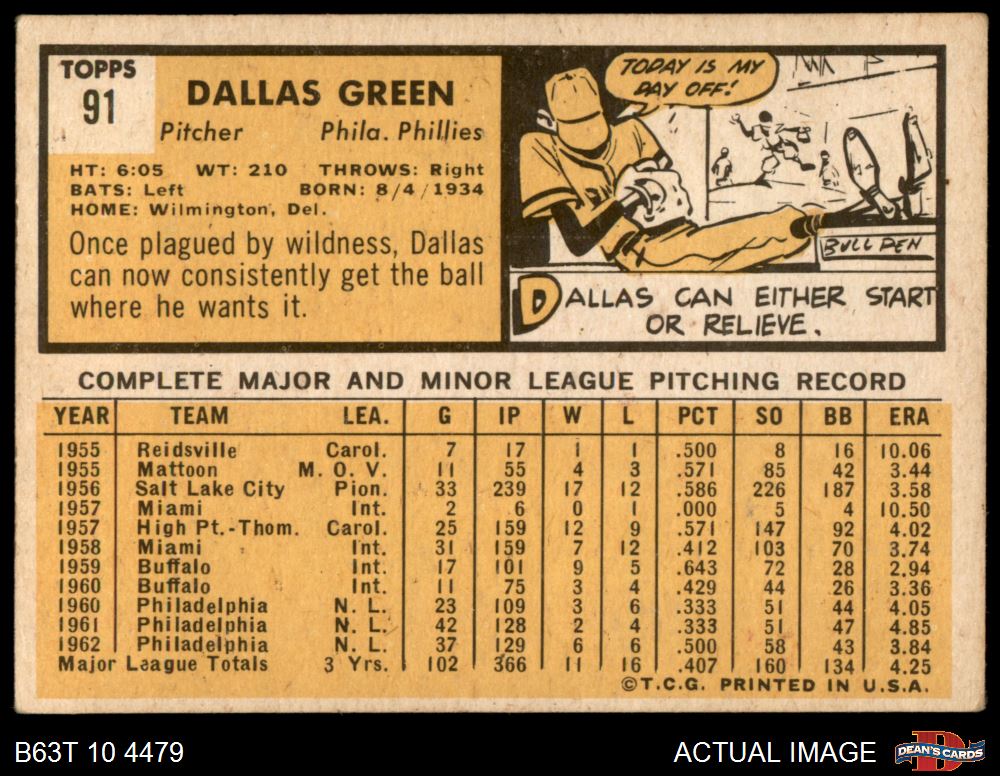 TOPPS
91
DALLAS GREEN
Pitcher Phila. Phillies
HT: 6:05 WT: 210 THROWS: Right
BATS: Left BORN: 8/4/1934
HOME: Wilmington, Del.
Once plagued by wildness, Dallas
can now consistently get the ball
where he wants it.
TODAY IS MY
DAY OFF!
BULL PEN
DALLAS CAN EITHER START
OR RELIEVE.
COMPLETE MAJOR AND MINOR LEAGUE PITCHING RECORD
YEAR TEAM LEA. G IP W L PCT SO BB ERA
1955 Reidsville Carol. 7 17 1 1 .500 8 16 10.06
1955 Mattoon M. O. V. 11 55 4 3 .571 85 42 3.44
1956 Salt Lake City Pion. 33 239 17 12 .586 226 187 3.58
1957 Miami Int. 2 6 0 1 .000 5 4 10.50
1957 High Pt.-Thom. Carol. 25 159 12 9 .571 147 92 4.02
1958 Miami Int. 31 159 7 12 .412 103 70 3.74
1959 Buffalo Int. 17 101 9 5 .643 72 28 2.94
1960 Buffalo Int. 11 75 3 4 .429 44 26 3.36
1960 Philadelphia N. L. 23 109 3 6 .333 51 44 4.05
1961 Philadelphia N. L. 42 128 2 4 .333 51 47 4.85
1962 Philadelphia N. L. 37 129 6 6 .500 58 43 3.84
Major League Totals 3 Yrs. 102 366 11 16 .407 160 134 4.25
©T.C.G. PRINTED IN U.S.A.
B63T 10 4479 ACTUAL IMAGE DEAN'S CARDS